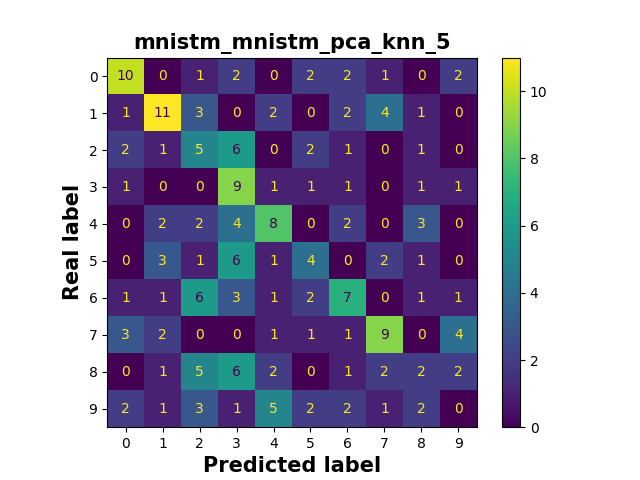 mnistm_mnistm_pca_knn_5
0 10 0 1 2 0 2 2 1 0 2
1 1 11 3 0 2 0 2 4 1 0
2 2 1 5 6 0 2 1 0 1 0
3 1 0 0 9 1 1 1 0 1 1
4 0 2 2 4 8 0 2 0 3 0
5 0 3 1 6 1 4 0 2 1 0
6 1 1 6 3 1 2 7 0 1 1
7 3 2 0 0 1 1 1 9 0 4
8 0 1 5 6 2 0 1 2 2 2
9 2 1 3 1 5 2 2 1 2 0
0 1 2 3 4 5 6 7 8 9
Predicted label
Real label
10
8
6
4
2
0